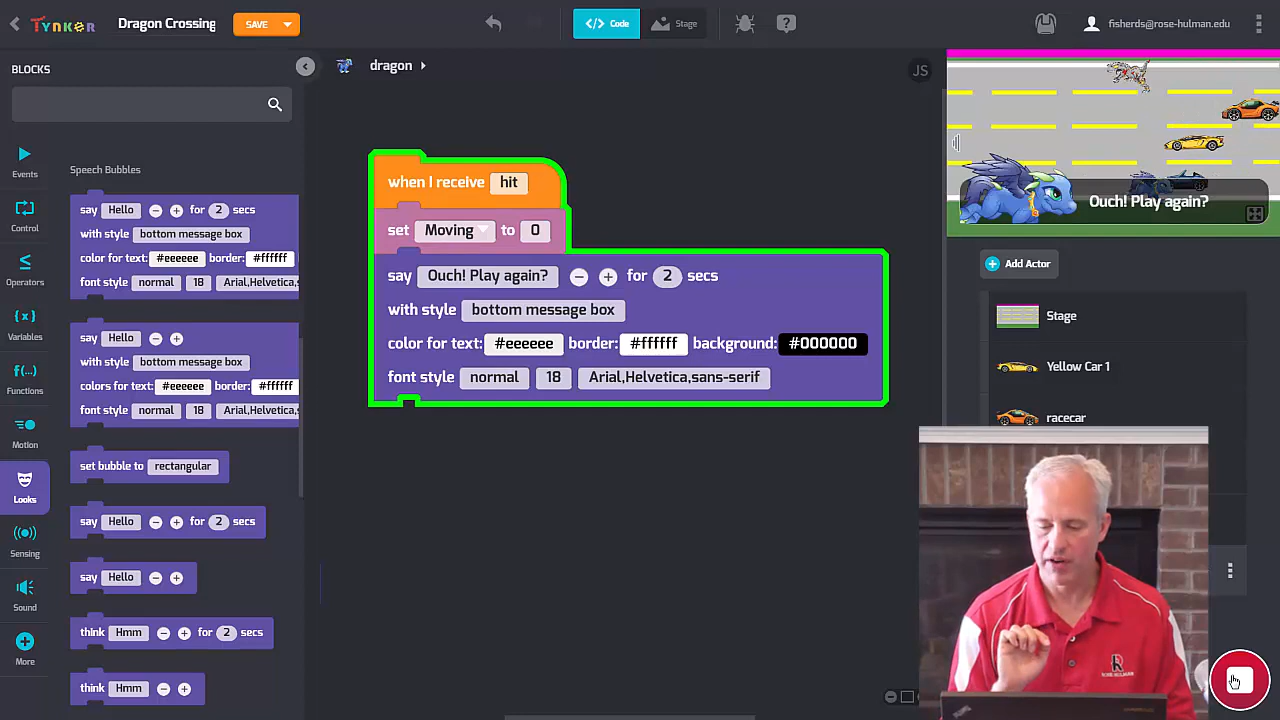 TYNKER
Dragon Crossing
SAVE
</> Code
Stage
fisherds@rose-hulman.edu
BLOCKS
dragon
JS
Events
Control
Operators
Variables
Functions
Motion
Looks
Sensing
Sound
More
Speech Bubbles
say Hello - + for 2 secs
with style bottom message box
color for text: #eeeeee border: #ffffff
font style normal 18 Arial,Helvetica,s
say Hello - +
with style bottom message box
colors for text: #eeeeee border: #ffffff
font style normal 18 Arial,Helvetica,s
set bubble to rectangular
say Hello - + for 2 secs
say Hello - +
think Hmm - + for 2 secs
think Hmm - +
when I receive hit
set Moving to 0
say Ouch! Play again? - + for 2 secs
with style bottom message box
color for text: #eeeeee border: #ffffff background: #000000
font style normal 18 Arial,Helvetica,sans-serif
Ouch! Play again?
Add Actor
Stage
Yellow Car 1
racecar
ROSE-HULMAN